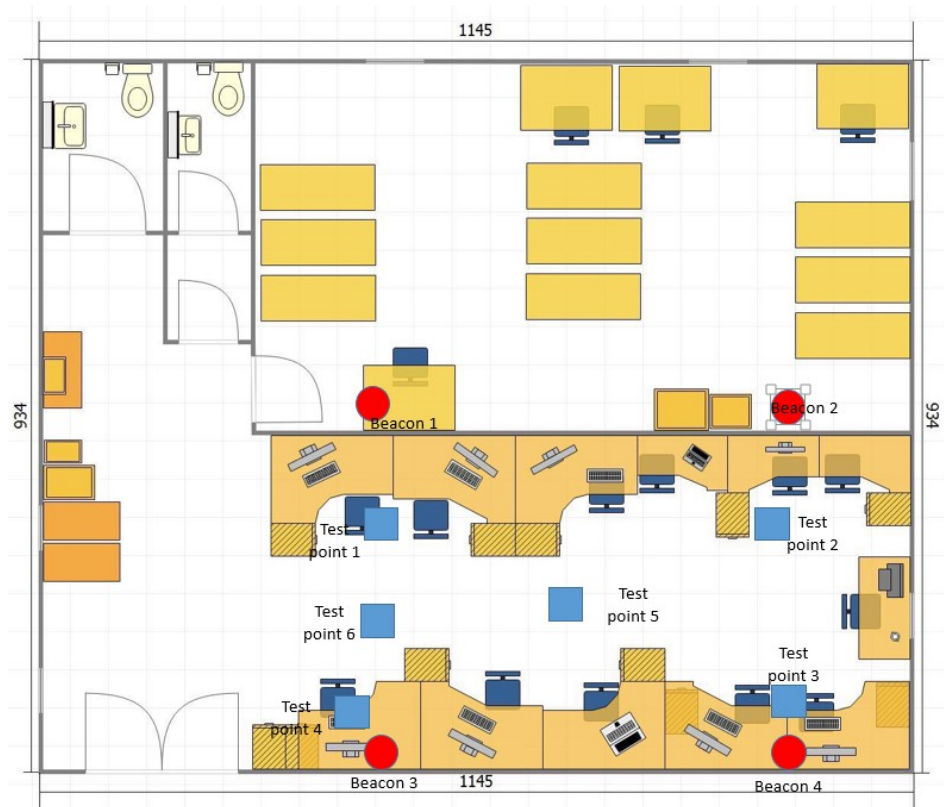 1145
934
934
Beacon 1
Beacon 2
Test
point 1
Test
point 2
Test
point 5
Test
point 6
Test
point 3
Test
point 4
Beacon 3
1145
Beacon 4